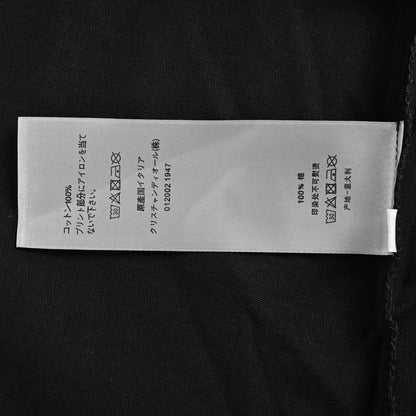 コットン100%
プリント部分にアイロンを当て
ないで下さい。
原産国イタリア
クリスチャンディオール(株)
0120 02 1947
100% 棉
印染处不可熨烫
产地 - 意大利